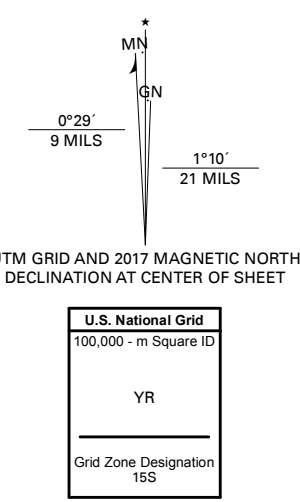 ★
MN
GN
0°29´
9 MILS
1°10´
21 MILS
UTM GRID AND 2017 MAGNETIC NORTH
DECLINATION AT CENTER OF SHEET
U.S. National Grid
100,000 - m Square ID
YR
Grid Zone Designation
15S